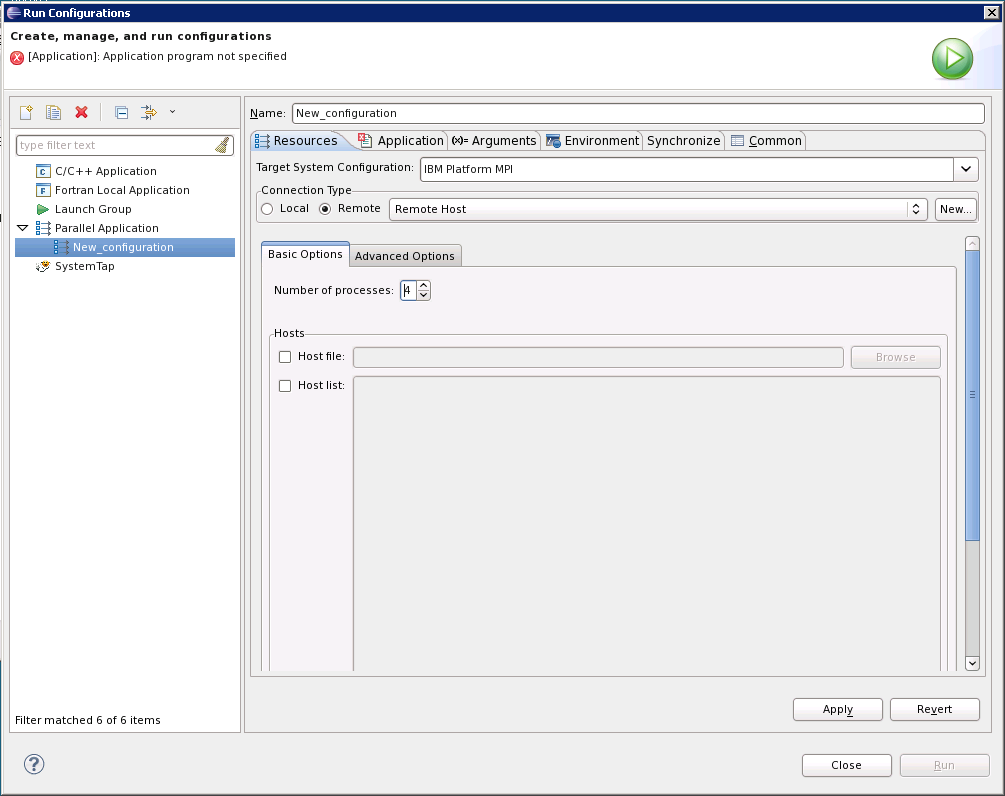 Run Configurations
Create, manage, and run configurations
[Application]: Application program not specified
type filter text
C/C++ Application
Fortran Local Application
Launch Group
Parallel Application
New_configuration
SystemTap
Filter matched 6 of 6 items
Name: New_configuration
Resources Application (x)= Arguments Environment Synchronize Common
Target System Configuration: IBM Platform MPI
Connection Type
Local Remote Remote Host New...
Basic Options Advanced Options
Number of processes: 4
Hosts
Host file: Browse
Host list:
Apply Revert
? Close Run